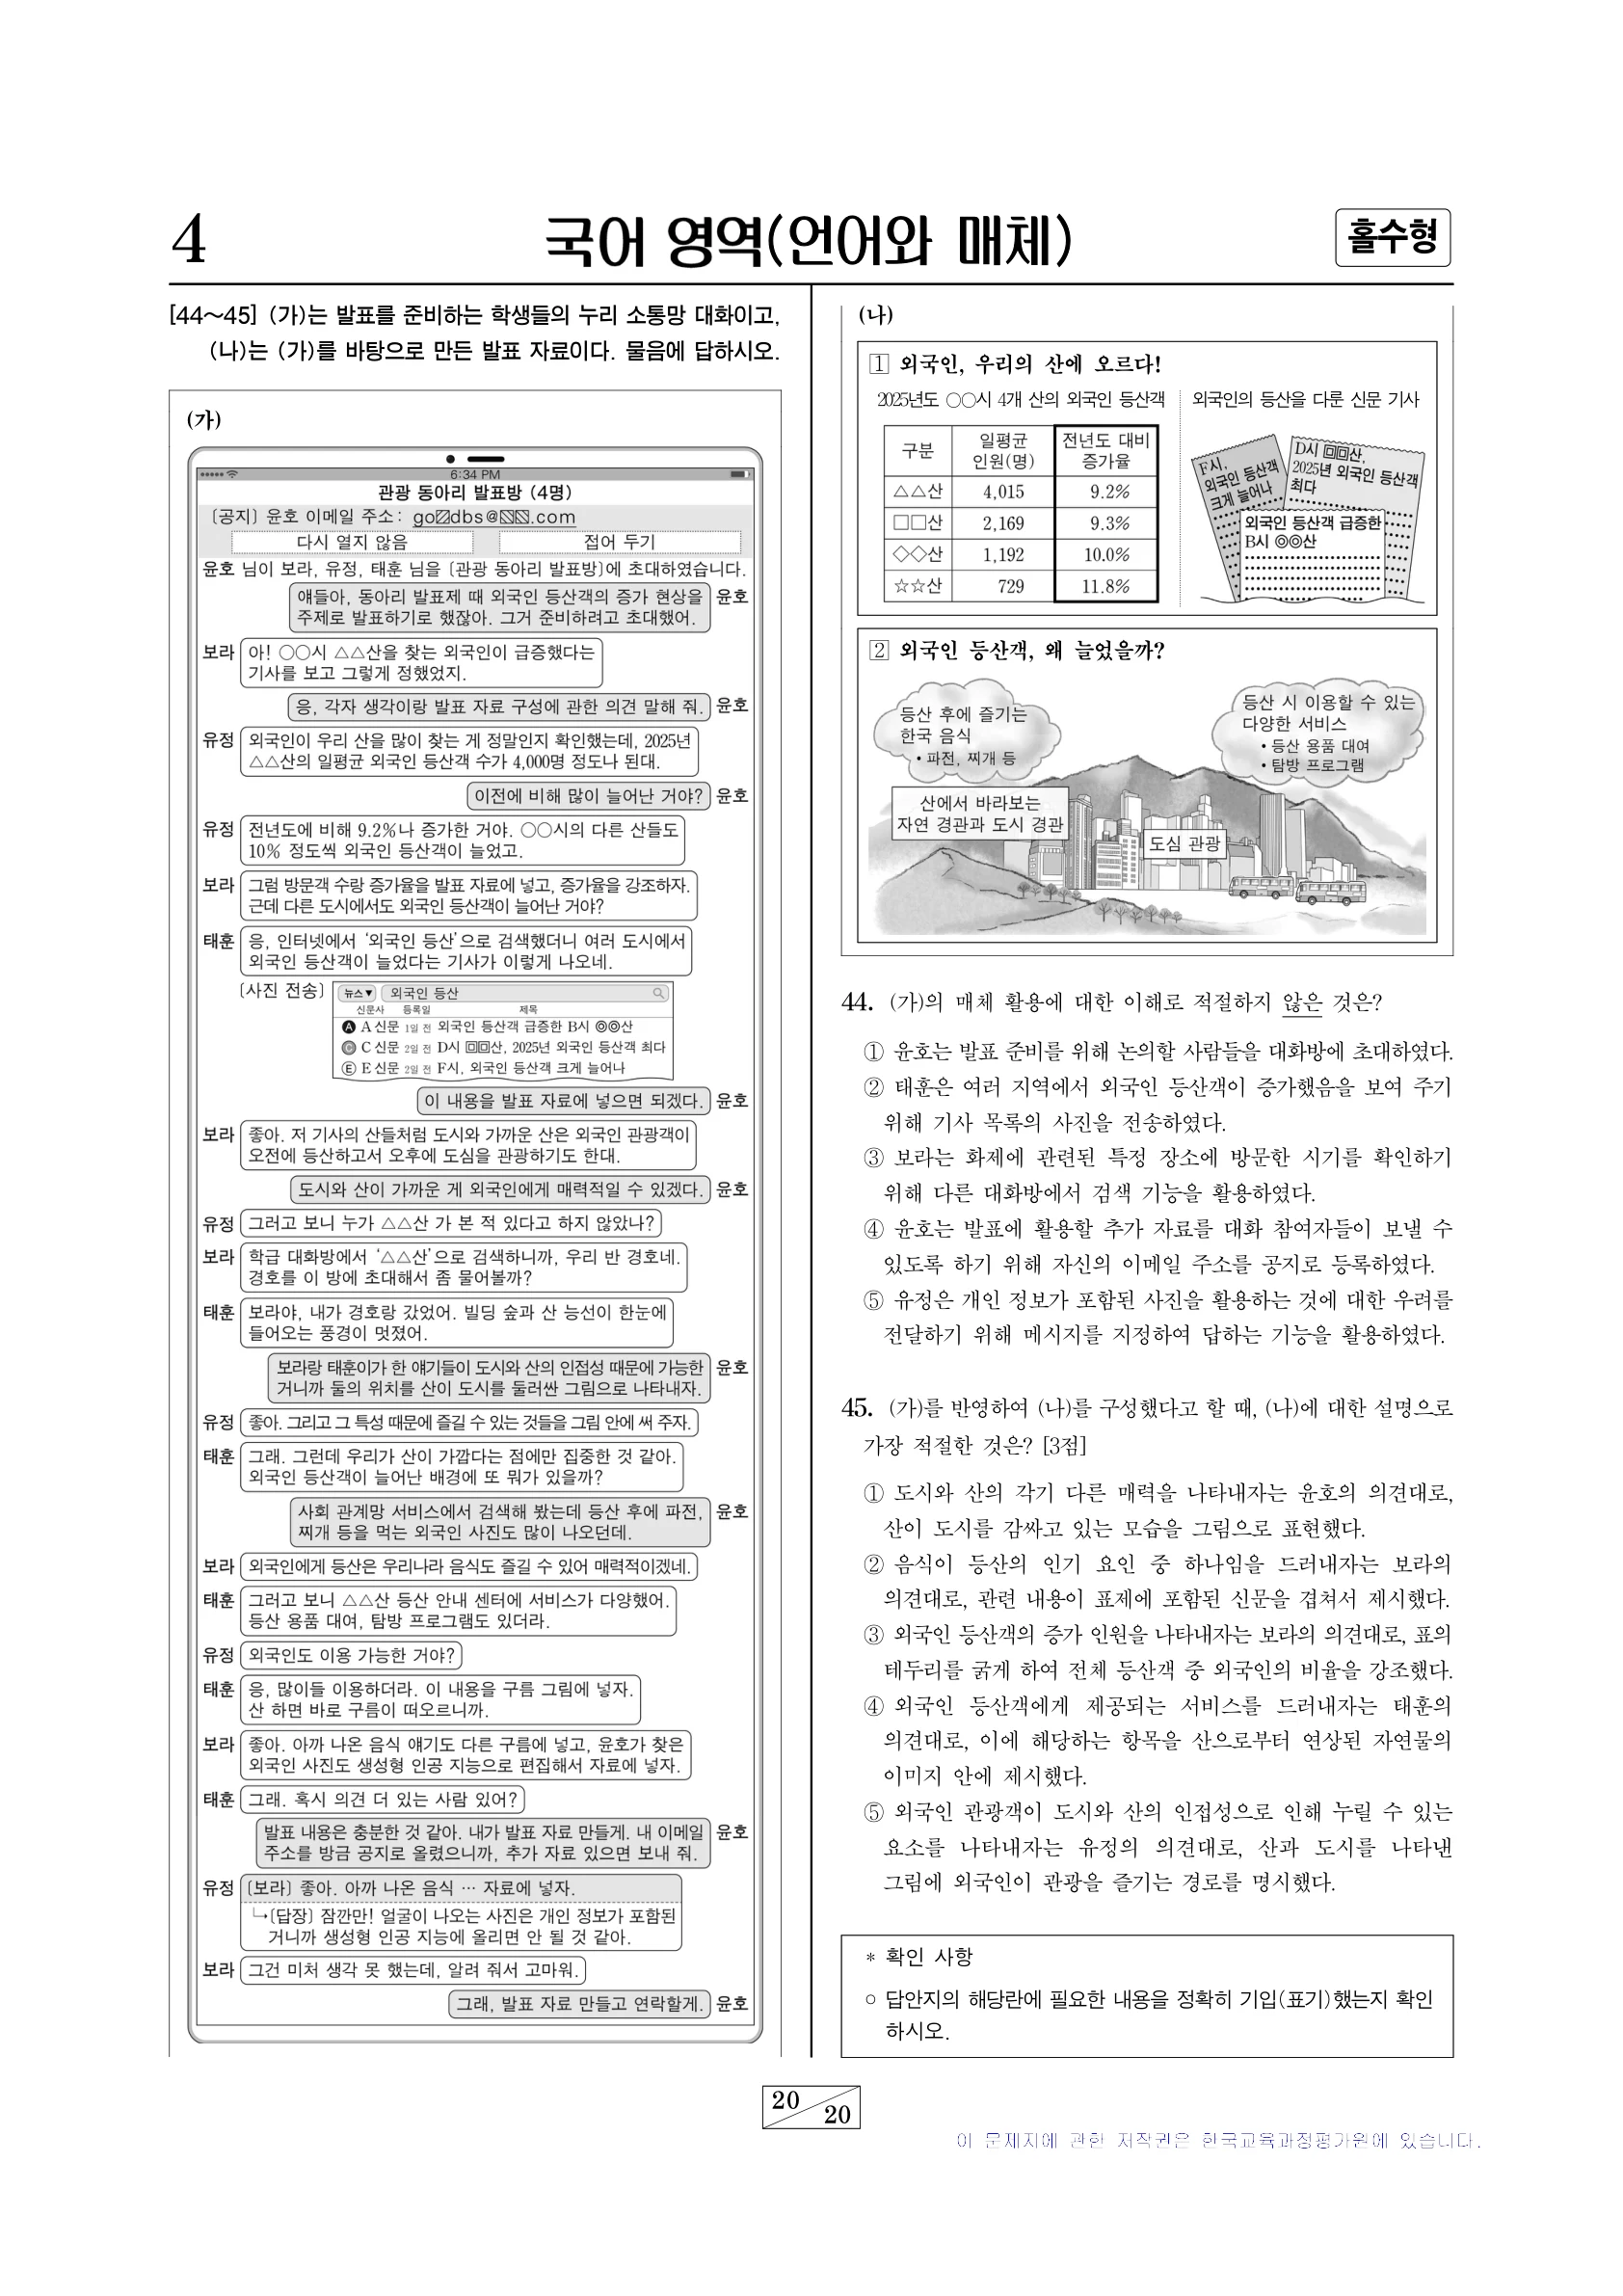 4
국어 영역(언어와 매체)
홀수형
[44～45] (가)는 발표를 준비하는 학생들의 누리 소통망 대화이고,
(나)는 (가)를 바탕으로 만든 발표 자료이다. 물음에 답하시오.
(가)
6:34 PM
관광 동아리 발표방 (4명)
[공지] 윤호 이메일 주소: go▨dbs@▧▧.com
다시 열지 않음
접어 두기
윤호 님이 보라, 유정, 태훈 님을 [관광 동아리 발표방]에 초대하였습니다.
얘들아, 동아리 발표제 때 외국인 등산객의 증가 현상을 윤호
주제로 발표하기로 했잖아. 그거 준비하려고 초대했어.
보라 아! ○○시 △△산을 찾는 외국인이 급증했다는
기사를 보고 그렇게 정했었지.
응, 각자 생각이랑 발표 자료 구성에 관한 의견 말해 줘. 윤호
유정 외국인이 우리 산을 많이 찾는 게 정말인지 확인했는데, 2025년
△△산의 일평균 외국인 등산객 수가 4,000명 정도나 된대.
이전에 비해 많이 늘어난 거야? 윤호
유정 전년도에 비해 9.2%나 증가한 거야. ○○시의 다른 산들도
10% 정도씩 외국인 등산객이 늘었고.
보라 그럼 방문객 수랑 증가율을 발표 자료에 넣고, 증가율을 강조하자.
근데 다른 도시에서도 외국인 등산객이 늘어난 거야?
태훈 응, 인터넷에서 ‘외국인 등산’으로 검색했더니 여러 도시에서
외국인 등산객이 늘었다는 기사가 이렇게 나오네.
[사진 전송]
뉴스▼ 외국인 등산
신문사 등록일 제목
A A 신문 1일 전 외국인 등산객 급증한 B시 ◎◎산
C C 신문 2일 전 D시 回回산, 2025년 외국인 등산객 최다
E E 신문 2일 전 F시, 외국인 등산객 크게 늘어나
이 내용을 발표 자료에 넣으면 되겠다. 윤호
보라 좋아. 저 기사의 산들처럼 도시와 가까운 산은 외국인 관광객이
오전에 등산하고서 오후에 도심을 관광하기도 한대.
도시와 산이 가까운 게 외국인에게 매력적일 수 있겠다. 윤호
유정 그러고 보니 누가 △△산 가 본 적 있다고 하지 않았나?
보라 학급 대화방에서 ‘△△산’으로 검색하니까, 우리 반 경호네.
경호를 이 방에 초대해서 좀 물어볼까?
태훈 보라야, 내가 경호랑 갔었어. 빌딩 숲과 산 능선이 한눈에
들어오는 풍경이 멋졌어.
보라랑 태훈이가 한 얘기들이 도시와 산의 인접성 때문에 가능한 윤호
거니까 둘의 위치를 산이 도시를 둘러싼 그림으로 나타내자.
유정 좋아. 그리고 그 특성 때문에 즐길 수 있는 것들을 그림 안에 써 주자.
태훈 그래. 그런데 우리가 산이 가깝다는 점에만 집중한 것 같아.
외국인 등산객이 늘어난 배경에 또 뭐가 있을까?
사회 관계망 서비스에서 검색해 봤는데 등산 후에 파전, 윤호
찌개 등을 먹는 외국인 사진도 많이 나오던데.
보라 외국인에게 등산은 우리나라 음식도 즐길 수 있어 매력적이겠네.
태훈 그러고 보니 △△산 등산 안내 센터에 서비스가 다양했어.
등산 용품 대여, 탐방 프로그램도 있더라.
유정 외국인도 이용 가능한 거야?
태훈 응, 많이들 이용하더라. 이 내용을 구름 그림에 넣자.
산 하면 바로 구름이 떠오르니까.
보라 좋아. 아까 나온 음식 얘기도 다른 구름에 넣고, 윤호가 찾은
외국인 사진도 생성형 인공 지능으로 편집해서 자료에 넣자.
태훈 그래. 혹시 의견 더 있는 사람 있어?
발표 내용은 충분한 것 같아. 내가 발표 자료 만들게. 내 이메일 윤호
주소를 방금 공지로 올렸으니까, 추가 자료 있으면 보내 줘.
유정 [보라] 좋아. 아까 나온 음식 … 자료에 넣자.
↳[답장] 잠깐만! 얼굴이 나오는 사진은 개인 정보가 포함된
거니까 생성형 인공 지능에 올리면 안 될 것 같아.
보라 그건 미처 생각 못 했는데, 알려 줘서 고마워.
그래, 발표 자료 만들고 연락할게. 윤호
(나)
1 외국인, 우리의 산에 오르다!
2025년도 ○○시 4개 산의 외국인 등산객
외국인의 등산을 다룬 신문 기사
구분 일평균 인원(명) 전년도 대비 증가율
△△산 4,015 9.2%
□□산 2,169 9.3%
◇◇산 1,192 10.0%
☆☆산 729 11.8%
F시,
외국인 등산객
크게 늘어나
D시 回回산,
2025년 외국인 등산객
최다
외국인 등산객 급증한
B시 ◎◎산
2 외국인 등산객, 왜 늘었을까?
등산 후에 즐기는
한국 음식
• 파전, 찌개 등
등산 시 이용할 수 있는
다양한 서비스
• 등산 용품 대여
• 탐방 프로그램
산에서 바라보는
자연 경관과 도시 경관
도심 관광
44. (가)의 매체 활용에 대한 이해로 적절하지 않은 것은?
① 윤호는 발표 준비를 위해 논의할 사람들을 대화방에 초대하였다.
② 태훈은 여러 지역에서 외국인 등산객이 증가했음을 보여 주기
위해 기사 목록의 사진을 전송하였다.
③ 보라는 화제에 관련된 특정 장소에 방문한 시기를 확인하기
위해 다른 대화방에서 검색 기능을 활용하였다.
④ 윤호는 발표에 활용할 추가 자료를 대화 참여자들이 보낼 수
있도록 하기 위해 자신의 이메일 주소를 공지로 등록하였다.
⑤ 유정은 개인 정보가 포함된 사진을 활용하는 것에 대한 우려를
전달하기 위해 메시지를 지정하여 답하는 기능을 활용하였다.
45. (가)를 반영하여 (나)를 구성했다고 할 때, (나)에 대한 설명으로
가장 적절한 것은? [3점]
① 도시와 산의 각기 다른 매력을 나타내자는 윤호의 의견대로,
산이 도시를 감싸고 있는 모습을 그림으로 표현했다.
② 음식이 등산의 인기 요인 중 하나임을 드러내자는 보라의
의견대로, 관련 내용이 표제에 포함된 신문을 겹쳐서 제시했다.
③ 외국인 등산객의 증가 인원을 나타내자는 보라의 의견대로, 표의
테두리를 굵게 하여 전체 등산객 중 외국인의 비율을 강조했다.
④ 외국인 등산객에게 제공되는 서비스를 드러내자는 태훈의
의견대로, 이에 해당하는 항목을 산으로부터 연상된 자연물의
이미지 안에 제시했다.
⑤ 외국인 관광객이 도시와 산의 인접성으로 인해 누릴 수 있는
요소를 나타내자는 유정의 의견대로, 산과 도시를 나타낸
그림에 외국인이 관광을 즐기는 경로를 명시했다.
* 확인 사항
○ 답안지의 해당란에 필요한 내용을 정확히 기입(표기)했는지 확인
하시오.
20
20
이 문제지에 관한 저작권은 한국교육과정평가원에 있습니다.